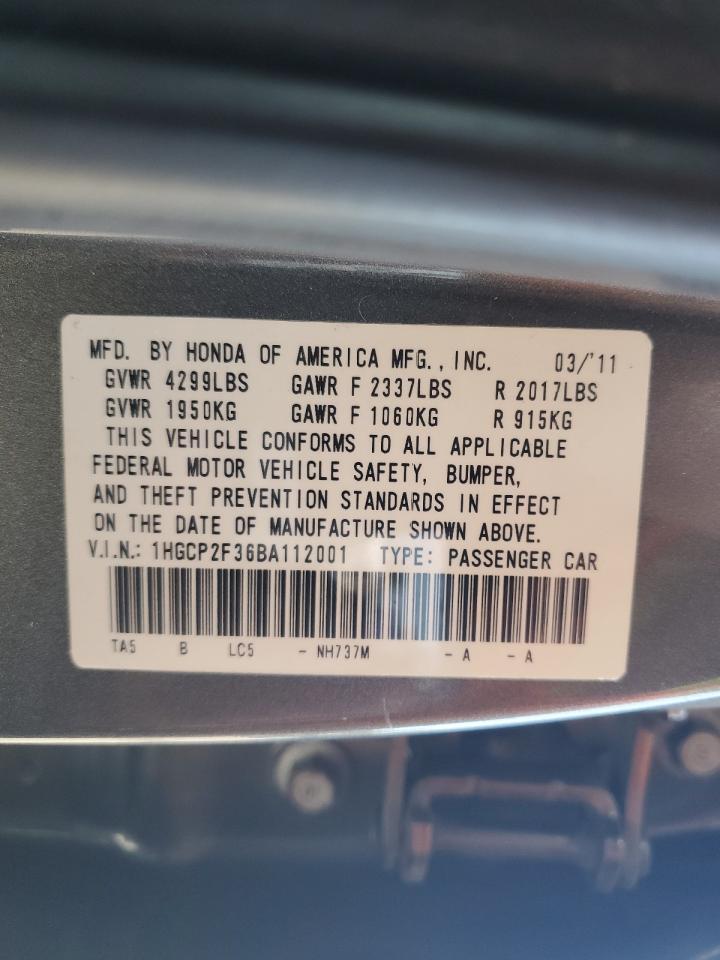 MFD. BY HONDA OF AMERICA MFG., INC. 03/'11
GVWR 4299LBS GAWR F 2337LBS R 2017LBS
GVWR 1950KG GAWR F 1060KG R 915KG
THIS VEHICLE CONFORMS TO ALL APPLICABLE
FEDERAL MOTOR VEHICLE SAFETY, BUMPER,
AND THEFT PREVENTION STANDARDS IN EFFECT
ON THE DATE OF MANUFACTURE SHOWN ABOVE.
V.I.N.: 1HGCP2F36BA112001 TYPE: PASSENGER CAR
TA5 B LC5 - NH737M - A - A